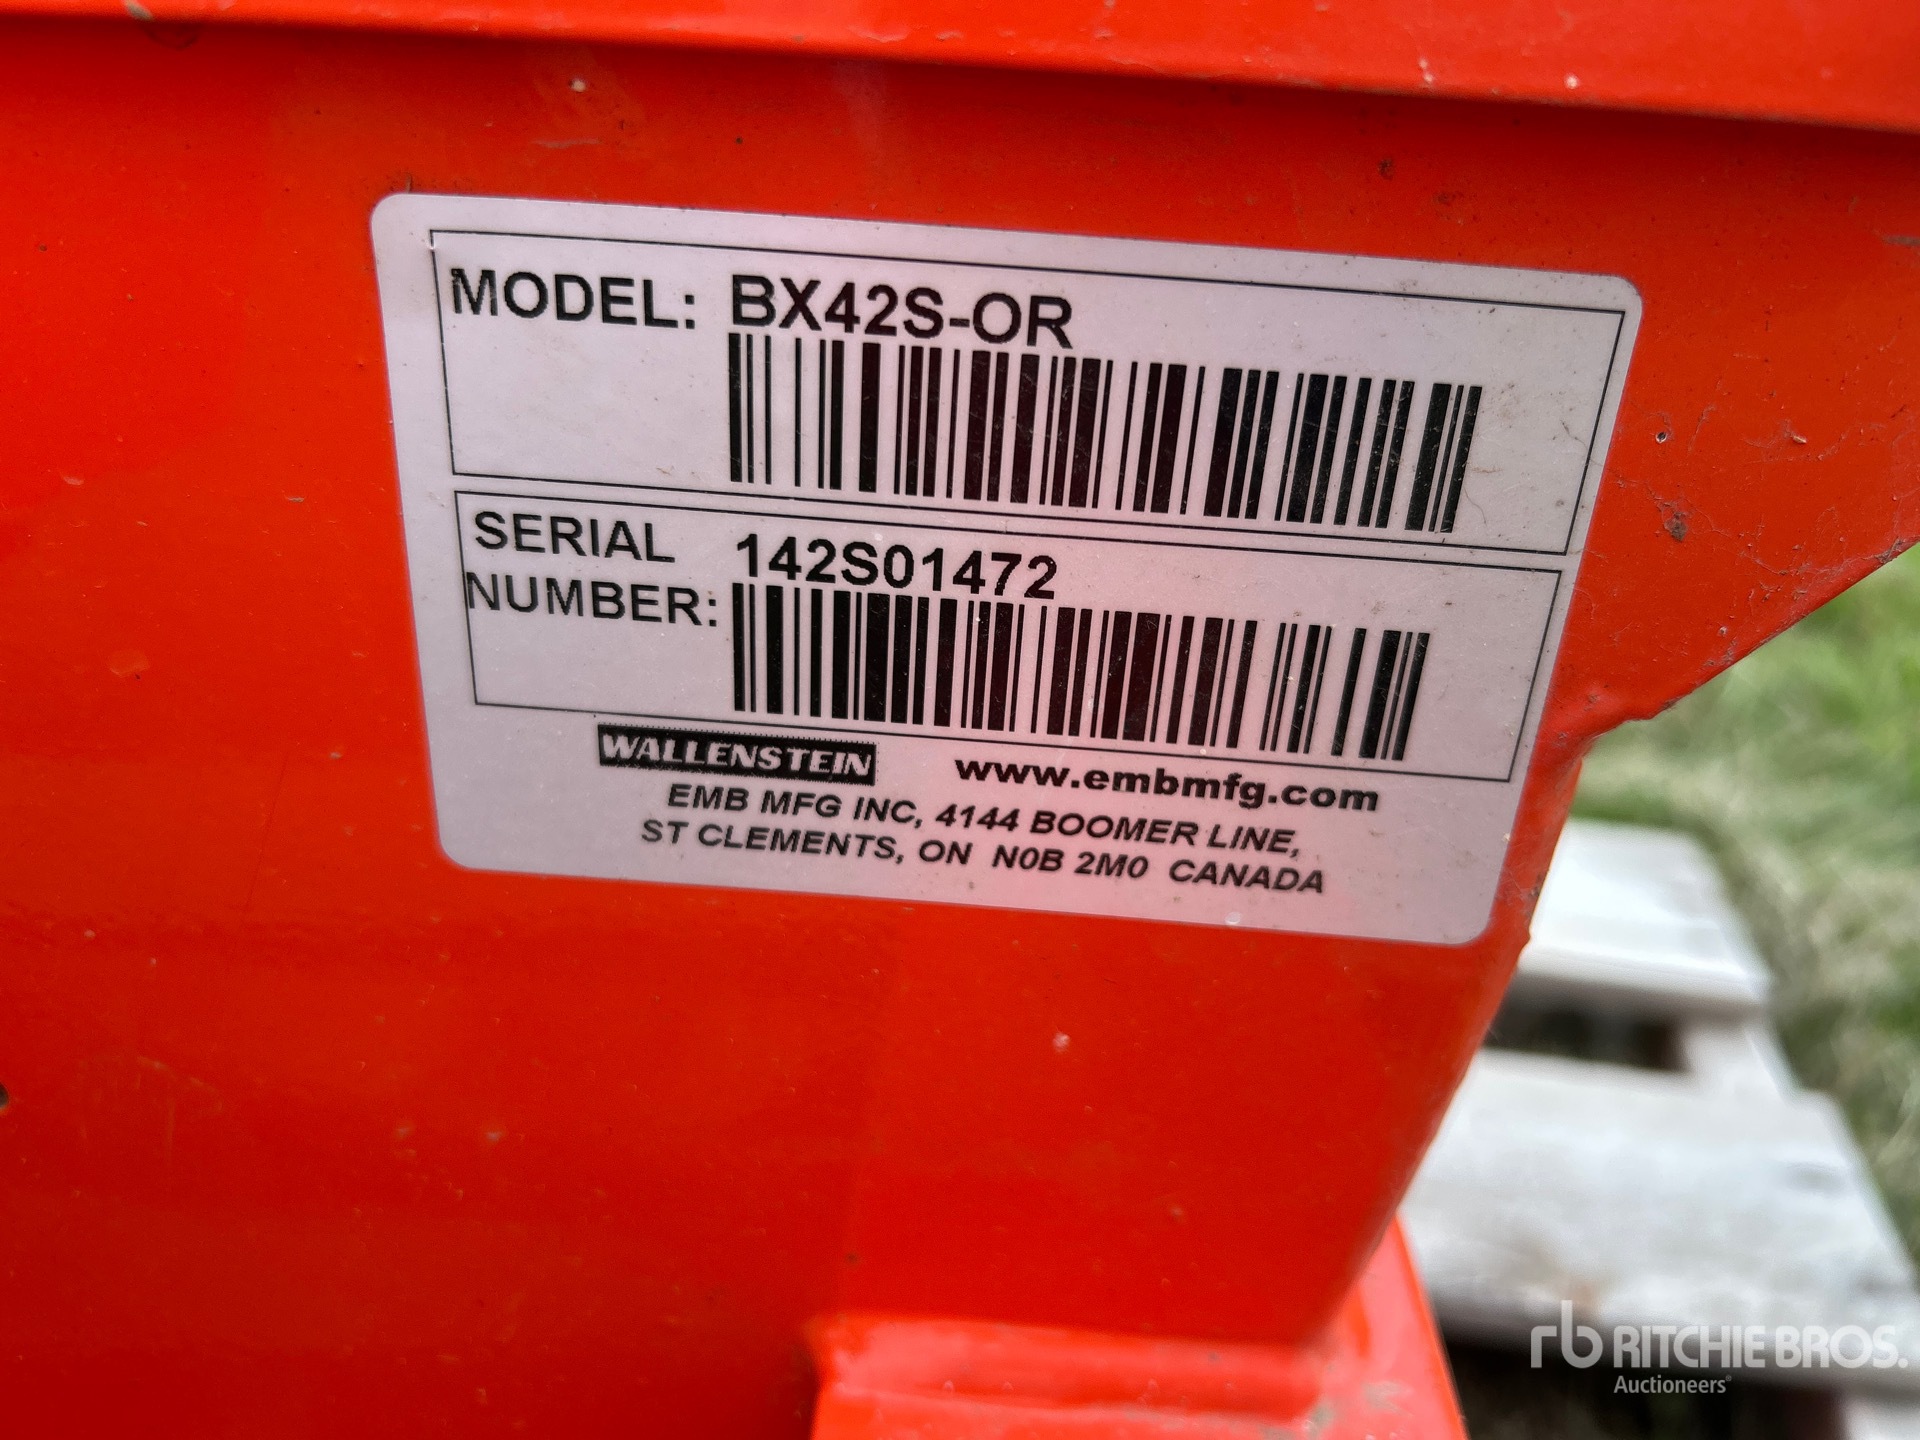 MODEL: BX42S-OR
SERIAL NUMBER: 142S01472
WALLENSTEIN www.embmfg.com
EMB MFG INC, 4144 BOOMER LINE,
ST CLEMENTS, ON N0B 2M0 CANADA
rb RITCHIE BROS.
Auctioneers